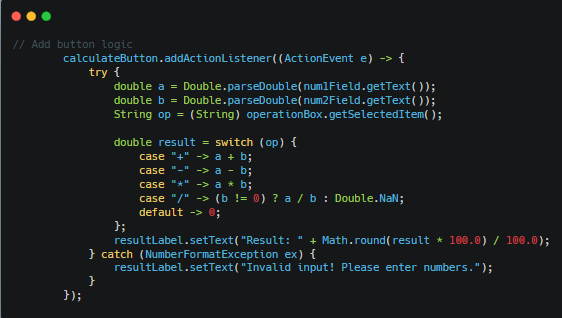 // Add button logic
        calculateButton.addActionListener((ActionEvent e) -> {
            try {
                double a = Double.parseDouble(num1Field.getText());
                double b = Double.parseDouble(num2Field.getText());
                String op = (String) operationBox.getSelectedItem();

                double result = switch (op) {
                    case "+" -> a + b;
                    case "-" -> a - b;
                    case "*" -> a * b;
                    case "/" -> (b != 0) ? a / b : Double.NaN;
                    default -> 0;
                };
                resultLabel.setText("Result: " + Math.round(result * 100.0) / 100.0);
            } catch (NumberFormatException ex) {
                resultLabel.setText("Invalid input! Please enter numbers.");
            }
        });